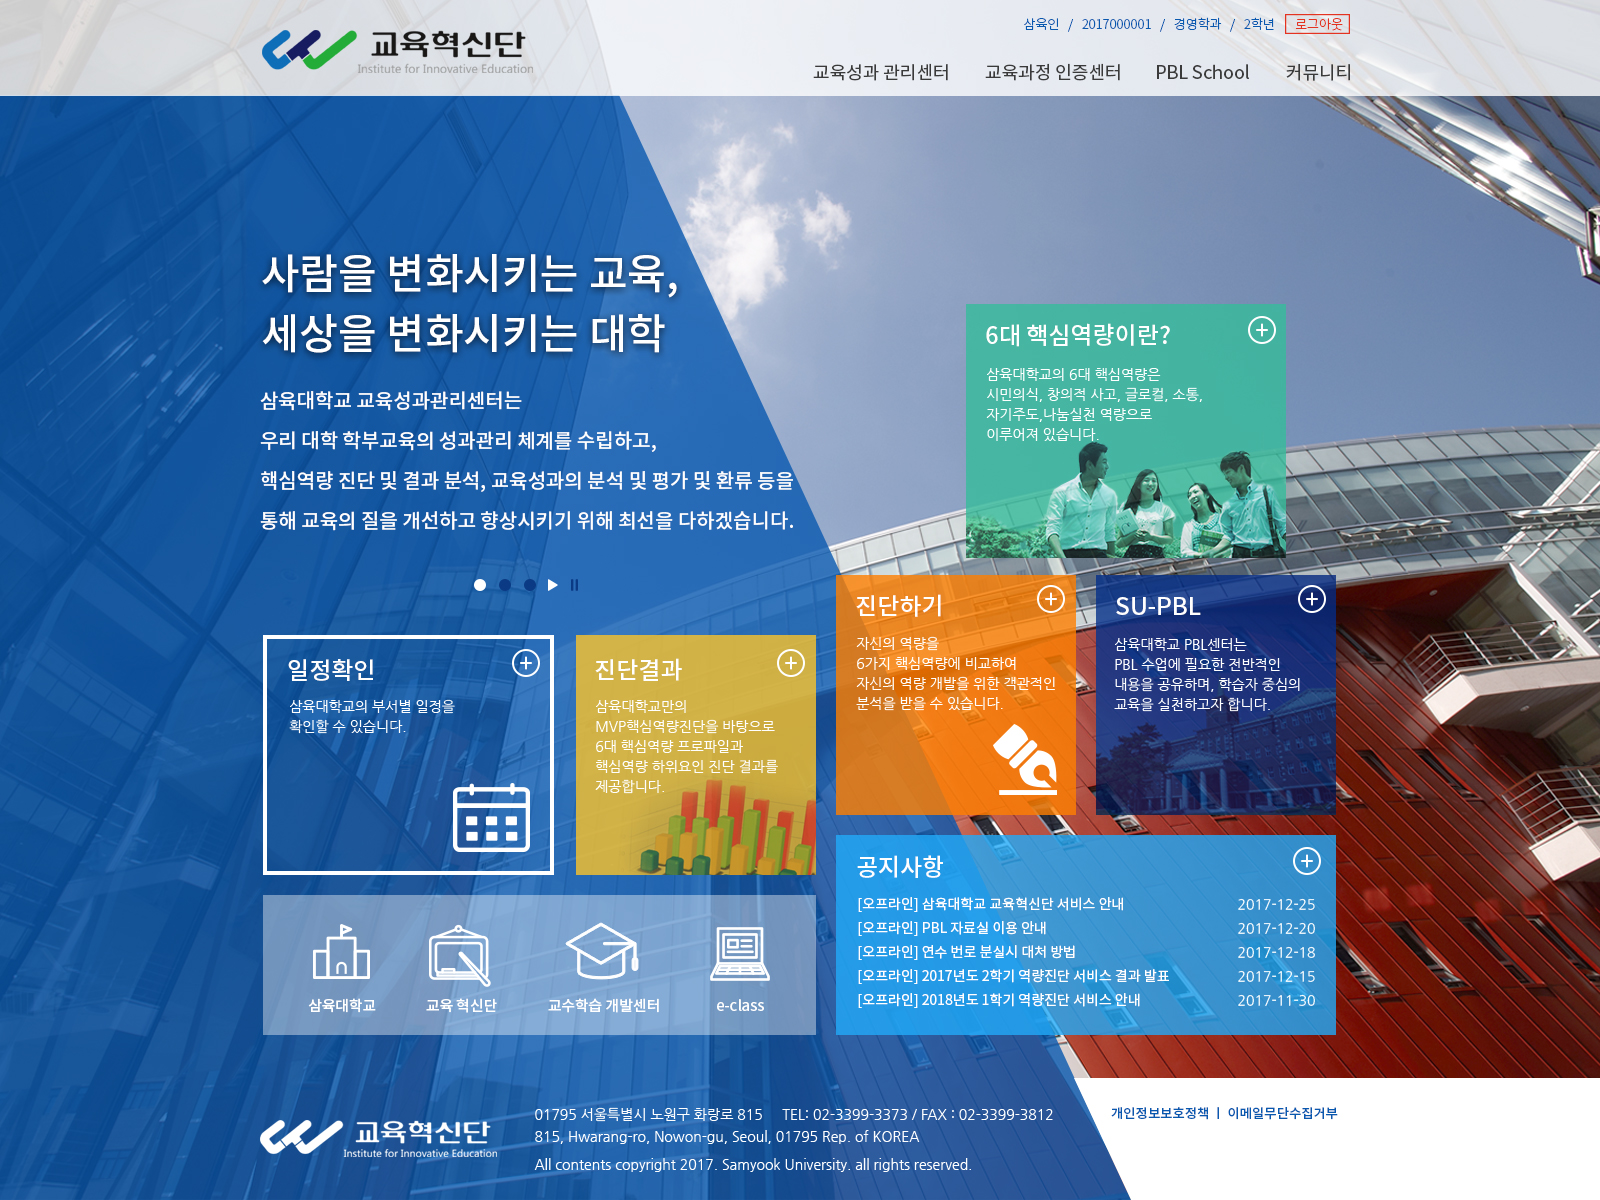 삼육인 / 2017000001 / 경영학과 / 2학년 로그아웃
교육혁신단
Institute for Innovative Education
교육성과 관리센터 교육과정 인증센터 PBL School 커뮤니티
사람을 변화시키는 교육,
세상을 변화시키는 대학
삼육대학교 교육성과관리센터는
우리 대학 학부교육의 성과관리 체계를 수립하고,
핵심역량 진단 및 결과 분석, 교육성과의 분석 및 평가 및 환류 등을
통해 교육의 질을 개선하고 향상시키기 위해 최선을 다하겠습니다.
6대 핵심역량이란?
삼육대학교의 6대 핵심역량은
시민의식, 창의적 사고, 글로컬, 소통,
자기주도,나눔실천 역량으로
이루어져 있습니다.
일정확인
삼육대학교의 부서별 일정을
확인할 수 있습니다.
진단결과
삼육대학교만의
MVP핵심역량진단을 바탕으로
6대 핵심역량 프로파일과
핵심역량 하위요인 진단 결과를
제공합니다.
진단하기
자신의 역량을
6가지 핵심역량에 비교하여
자신의 역량 개발을 위한 객관적인
분석을 받을 수 있습니다.
SU-PBL
삼육대학교 PBL센터는
PBL 수업에 필요한 전반적인
내용을 공유하며, 학습자 중심의
교육을 실천하고자 합니다.
공지사항
[오프라인] 삼육대학교 교육혁신단 서비스 안내 2017-12-25
[오프라인] PBL 자료실 이용 안내 2017-12-20
[오프라인] 연수 번로 분실시 대처 방법 2017-12-18
[오프라인] 2017년도 2학기 역량진단 서비스 결과 발표 2017-12-15
[오프라인] 2018년도 1학기 역량진단 서비스 안내 2017-11-30
삼육대학교 교육 혁신단 교수학습 개발센터 e-class
교육혁신단
Institute for Innovative Education
01795 서울특별시 노원구 화랑로 815 TEL: 02-3399-3373 / FAX : 02-3399-3812
815, Hwarang-ro, Nowon-gu, Seoul, 01795 Rep. of KOREA
All contents copyright 2017. Samyook University. all rights reserved.
개인정보보호정책 | 이메일무단수집거부